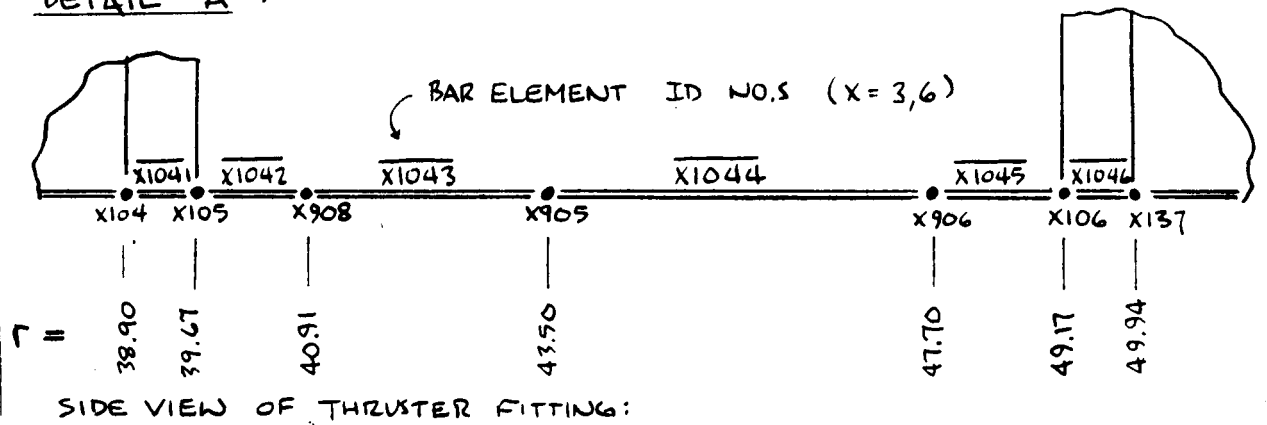 DETAIL A
BAR ELEMENT ID NO.S (X = 3,6)
X1041 X1042 X1043 X1044 X1045 X1046
X104 X105 X908 X905 X906 X106 X137
r = 38.90 39.67 40.91 43.50 47.70 49.17 49.94
SIDE VIEW OF THRUSTER FITTING: